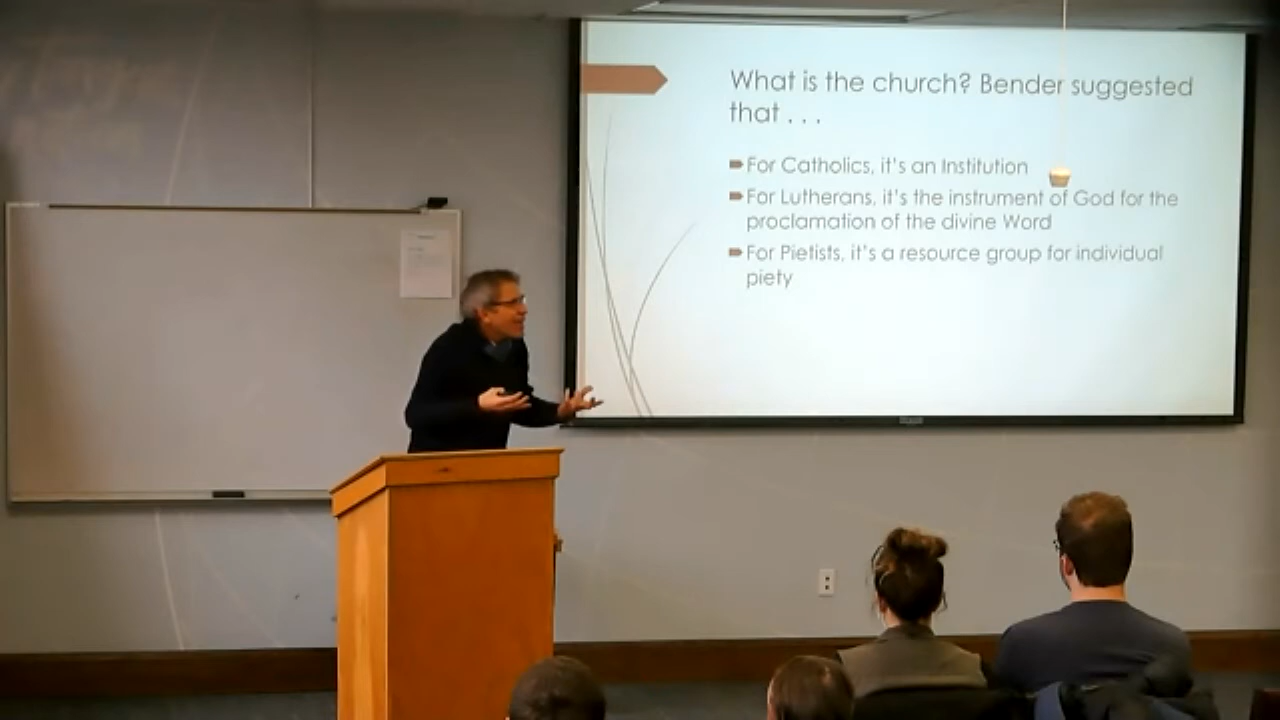 What is the church? Bender suggested
that . . .
For Catholics, it's an Institution
For Lutherans, it's the instrument of God for the
proclamation of the divine Word
For Pietists, it's a resource group for individual
piety